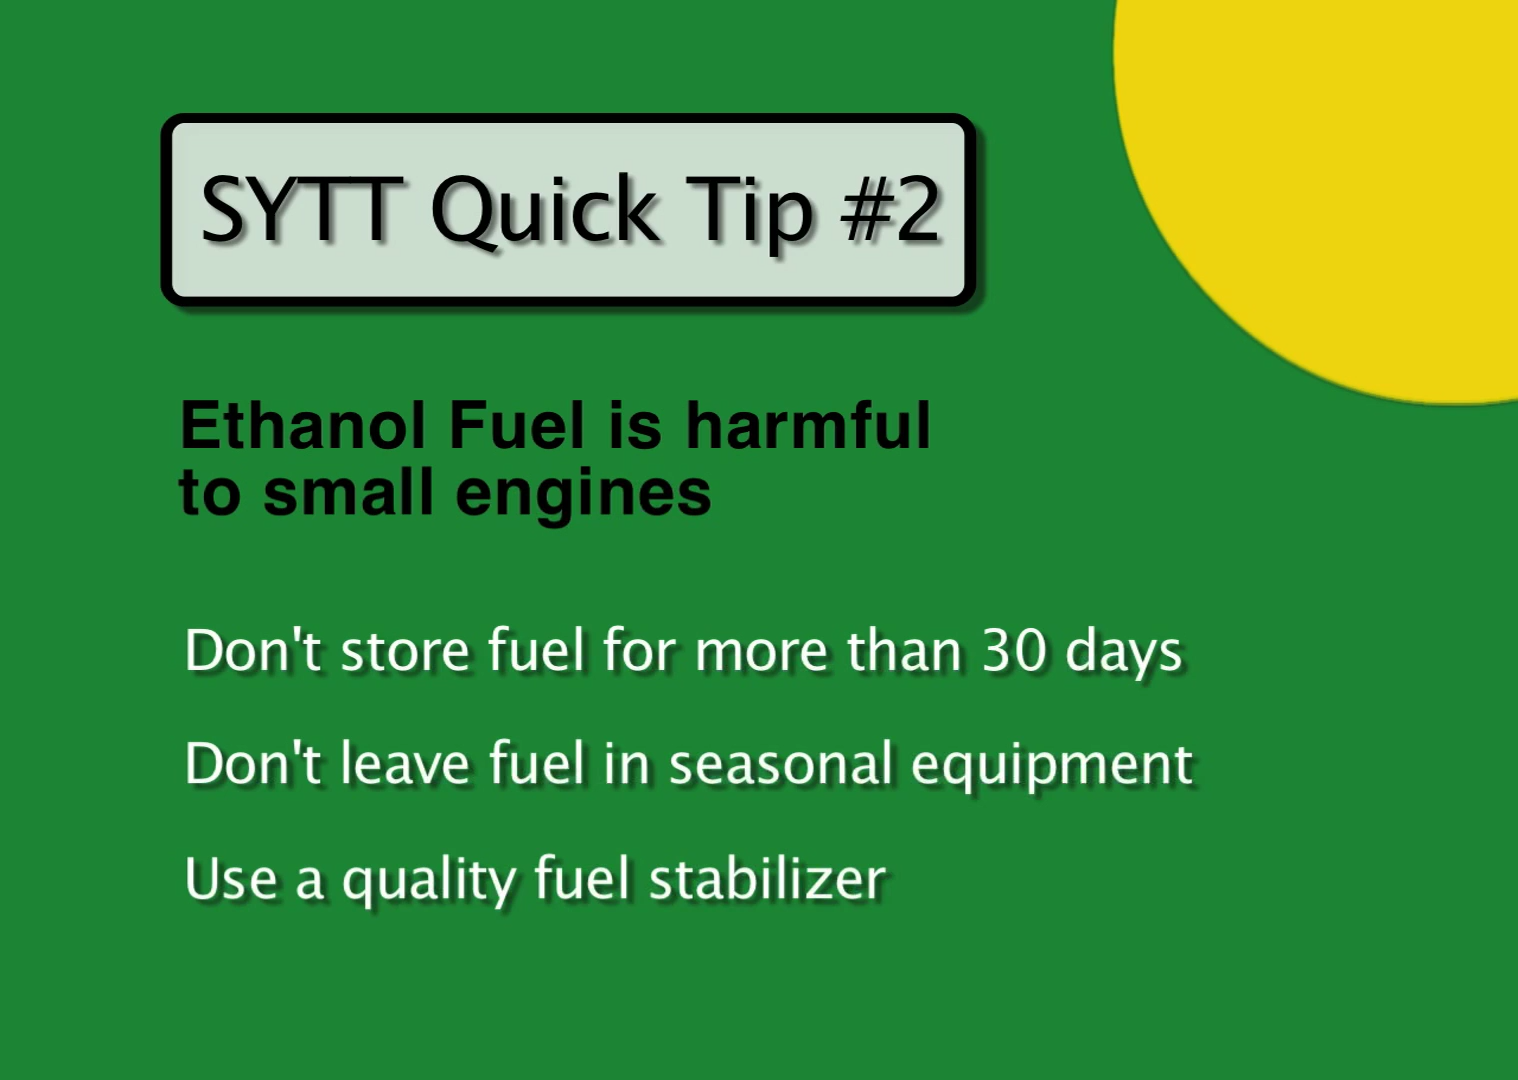 SYTT Quick Tip #2
Ethanol Fuel is harmful
to small engines
Don't store fuel for more than 30 days
Don't leave fuel in seasonal equipment
Use a quality fuel stabilizer